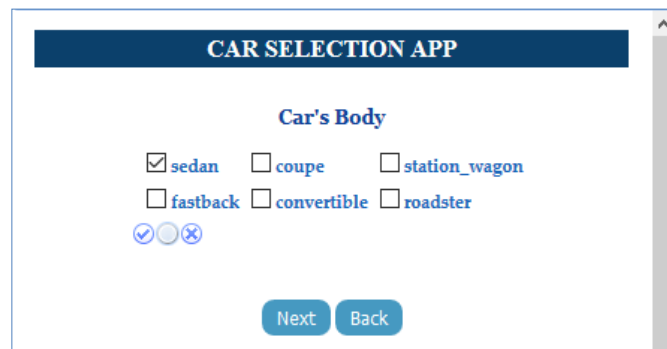 CAR SELECTION APP
Car's Body
sedan coupe station_wagon
fastback convertible roadster
Next Back